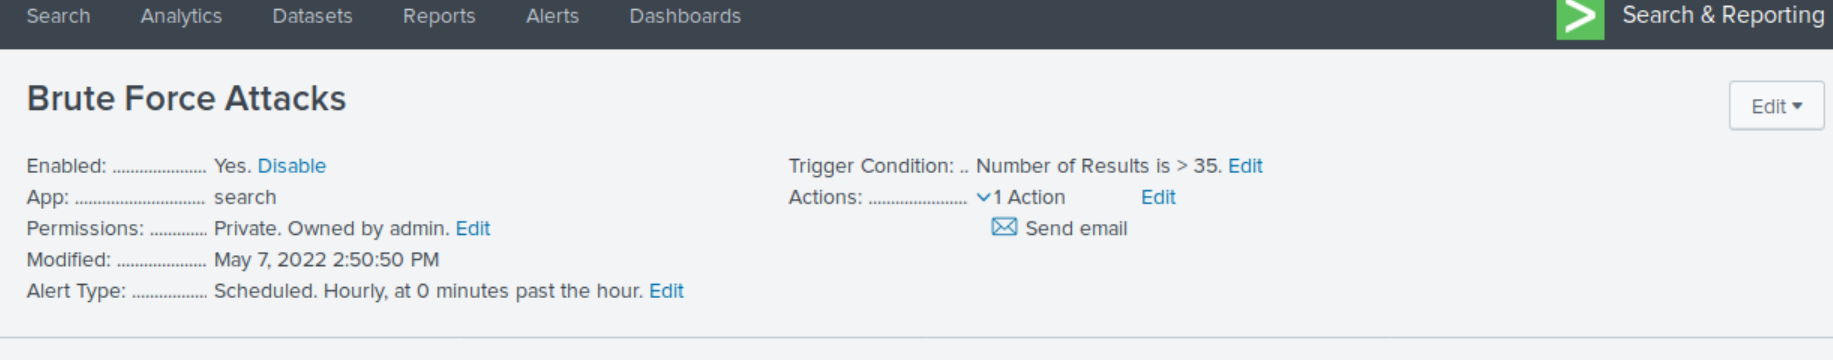 Search Analytics Datasets Reports Alerts Dashboards Search & Reporting
Brute Force Attacks
Edit
Enabled: ...................... Yes. Disable
App: ............................... search
Permissions: .............. Private. Owned by admin. Edit
Modified: ..................... May 7, 2022 2:50:50 PM
Alert Type: .................. Scheduled. Hourly, at 0 minutes past the hour. Edit
Trigger Condition: .. Number of Results is > 35. Edit
Actions: ....................... 1 Action Edit
Send email